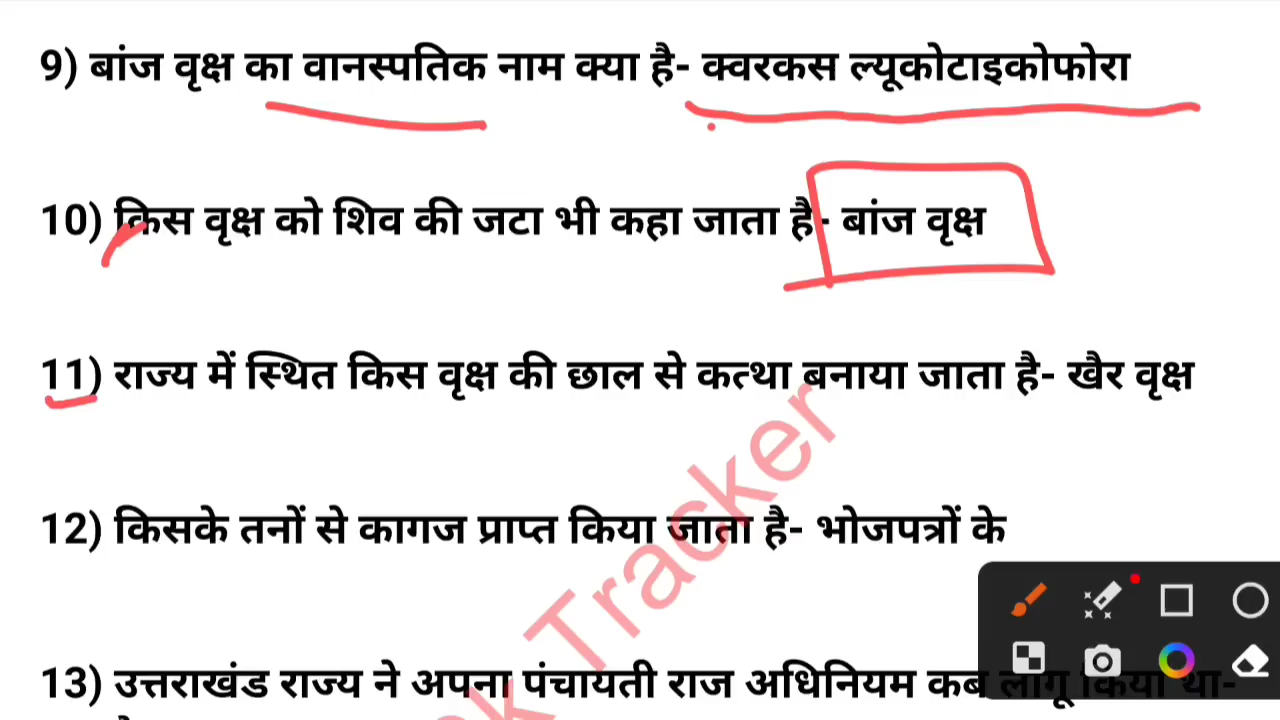 9) बांज वृक्ष का वानस्पतिक नाम क्या है- क्वरकस ल्यूकोटाइकोफोरा
10) किस वृक्ष को शिव की जटा भी कहा जाता है- बांज वृक्ष
11) राज्य में स्थित किस वृक्ष की छाल से कत्था बनाया जाता है- खैर वृक्ष
12) किसके तनों से कागज प्राप्त किया जाता है- भोजपत्रों के
Tracker
13) उत्तराखंड राज्य ने अपना पंचायती राज अधिनियम कब लागू किया था-